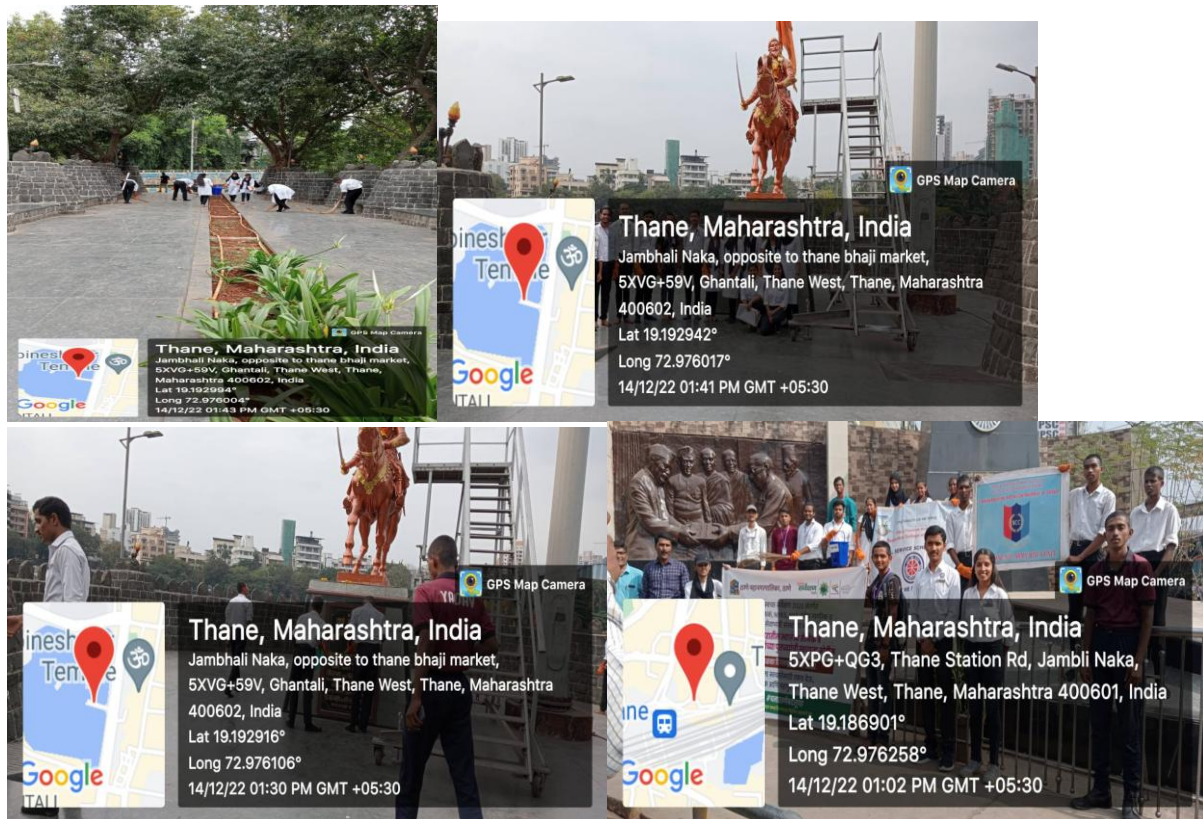 GPS Map Camera
Google
Thane, Maharashtra, India
Jambhali Naka, opposite to thane bhaji market,
5XVG+59V, Ghantali, Thane West, Thane,
Maharashtra 400602, India
Lat 19.192994°
Long 72.976004°
14/12/22 01:43 PM GMT +05:30
GPS Map Camera
Google
Thane, Maharashtra, India
Jambhali Naka, opposite to thane bhaji market,
5XVG+59V, Ghantali, Thane West, Thane, Maharashtra
400602, India
Lat 19.192942°
Long 72.976017°
14/12/22 01:41 PM GMT +05:30
YADAV
GPS Map Camera
Google
Thane, Maharashtra, India
Jambhali Naka, opposite to thane bhaji market,
5XVG+59V, Ghantali, Thane West, Thane, Maharashtra
400602, India
Lat 19.192916°
Long 72.976106°
14/12/22 01:30 PM GMT +05:30
PSC
SERVICE
ठाणे महानगरपालिका, ठाणे
GPS Map Camera
Google
Thane, Maharashtra, India
5XPG+QG3, Thane Station Rd, Jambli Naka,
Thane West, Thane, Maharashtra 400601, India
Lat 19.186901°
Long 72.976258°
14/12/22 01:02 PM GMT +05:30